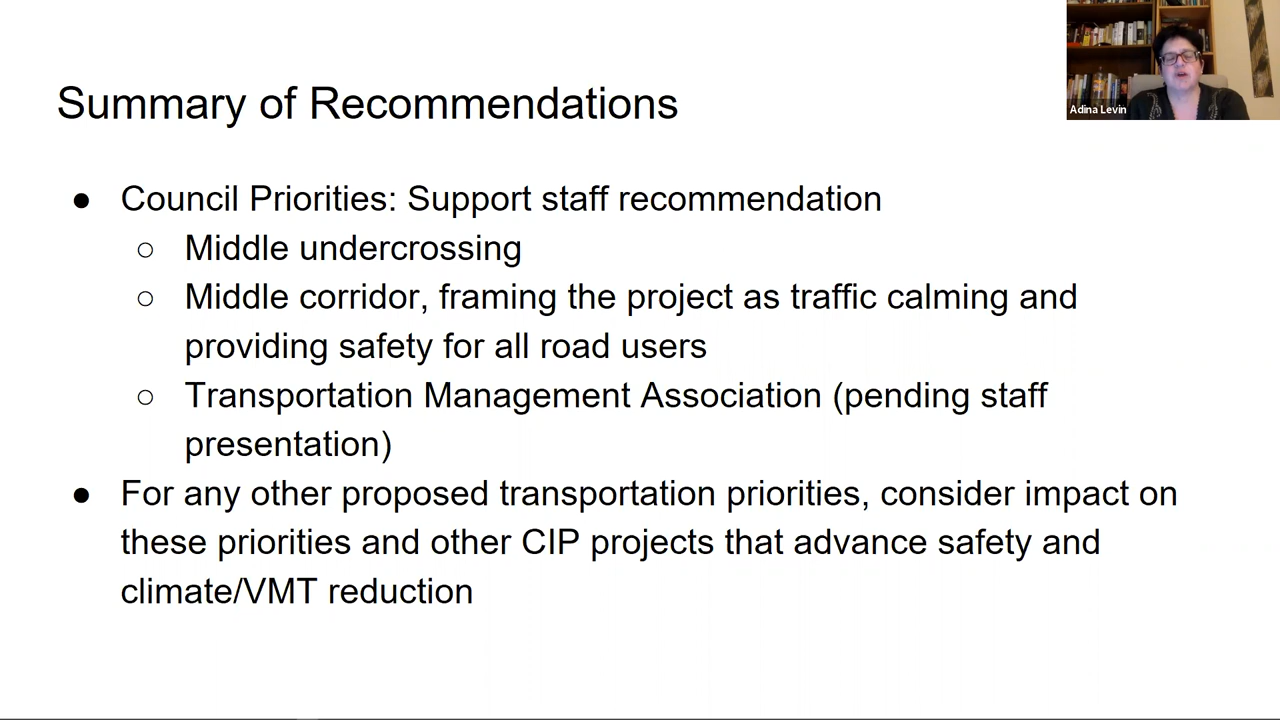 Adina Levin
Summary of Recommendations
● Council Priorities: Support staff recommendation
○ Middle undercrossing
○ Middle corridor, framing the project as traffic calming and
providing safety for all road users
○ Transportation Management Association (pending staff
presentation)
● For any other proposed transportation priorities, consider impact on
these priorities and other CIP projects that advance safety and
climate/VMT reduction